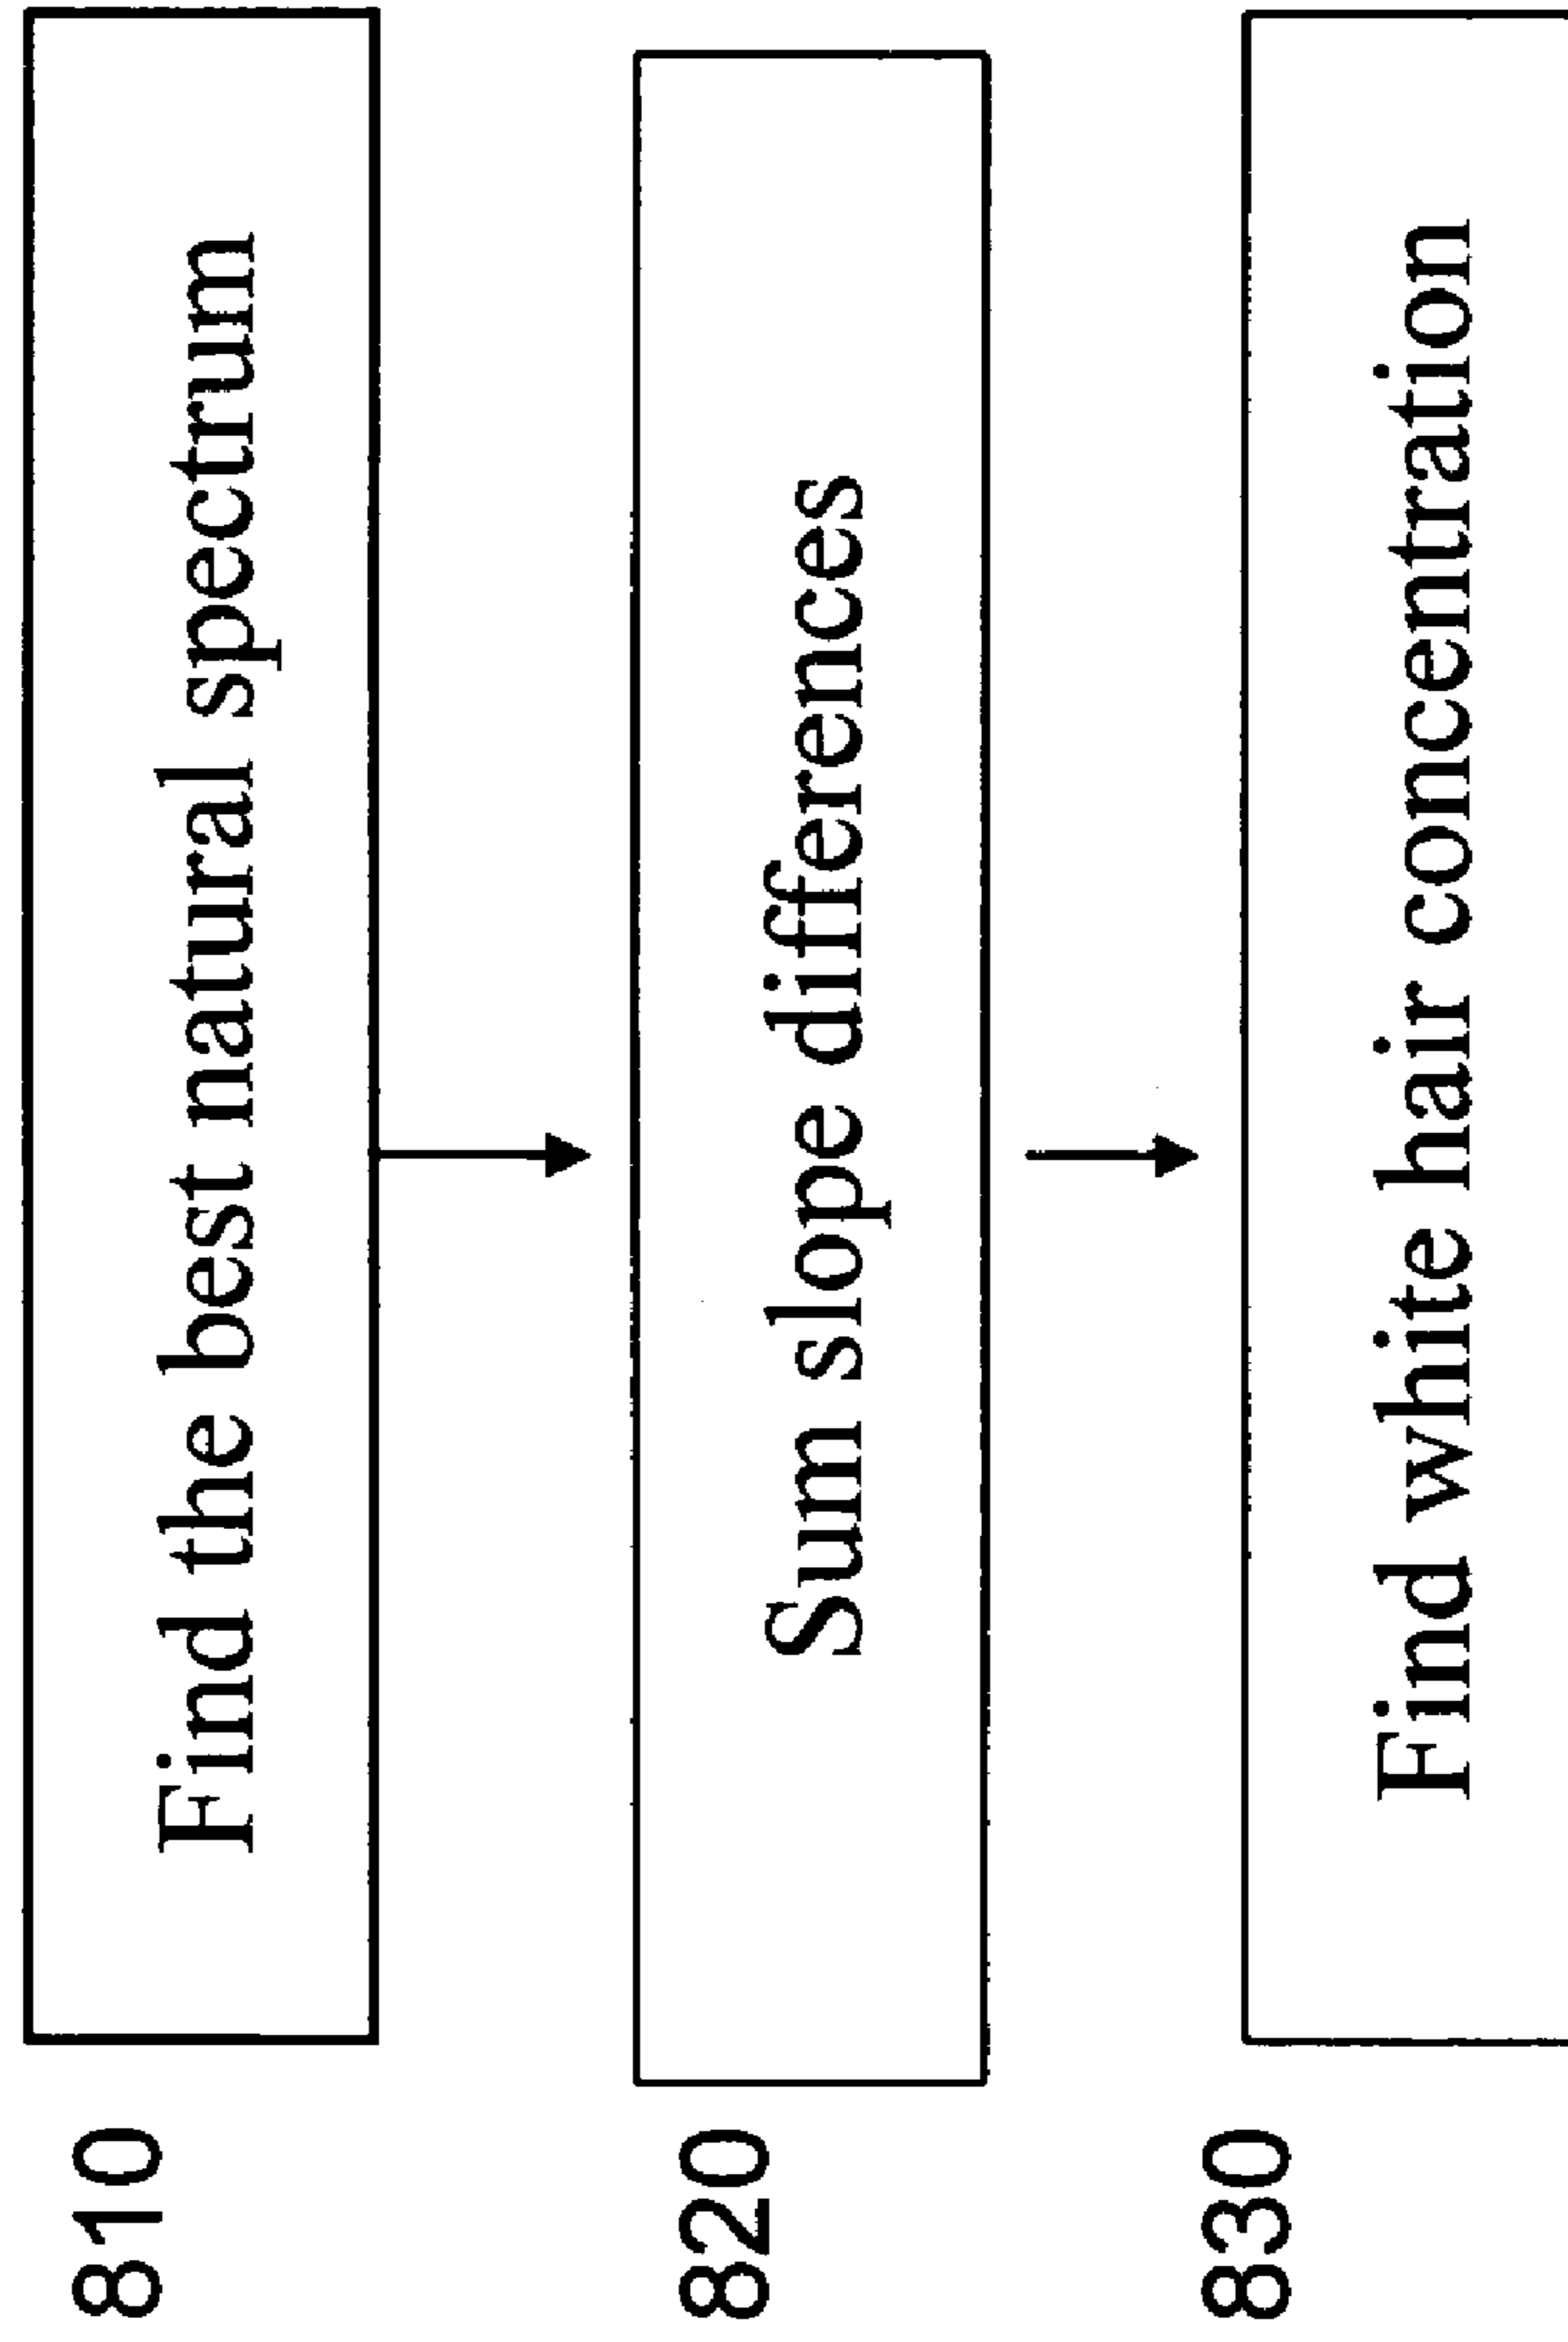 810
Find the best natural spectrum
820
Sum slope differences
830
Find white hair concentration